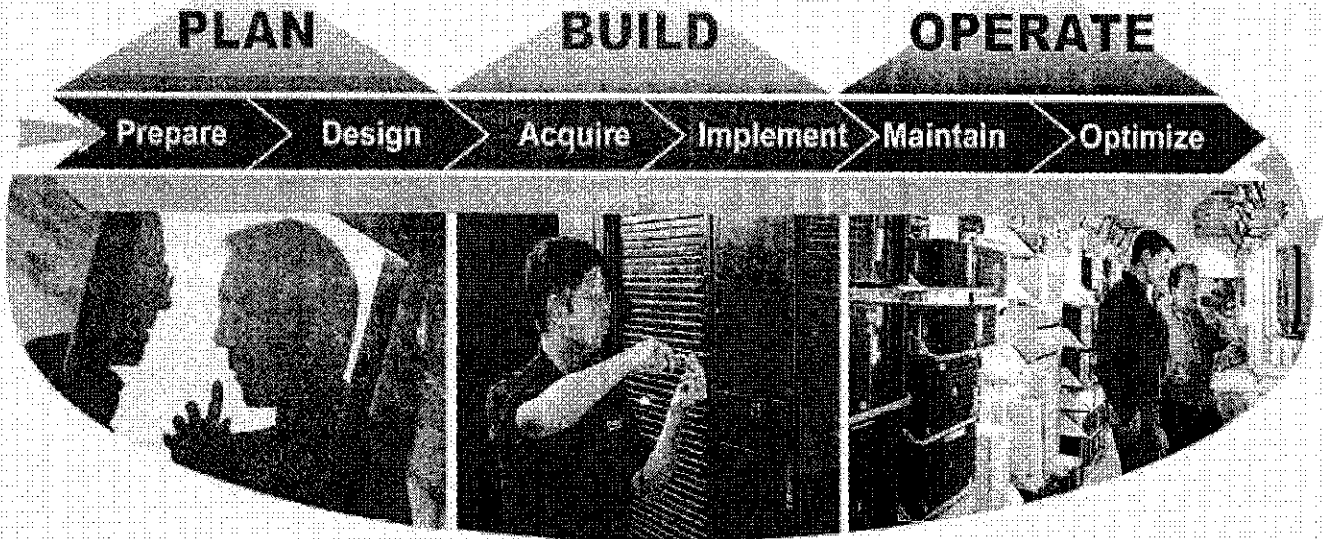 PLAN BUILD OPERATE
Prepare Design Acquire Implement Maintain Optimize